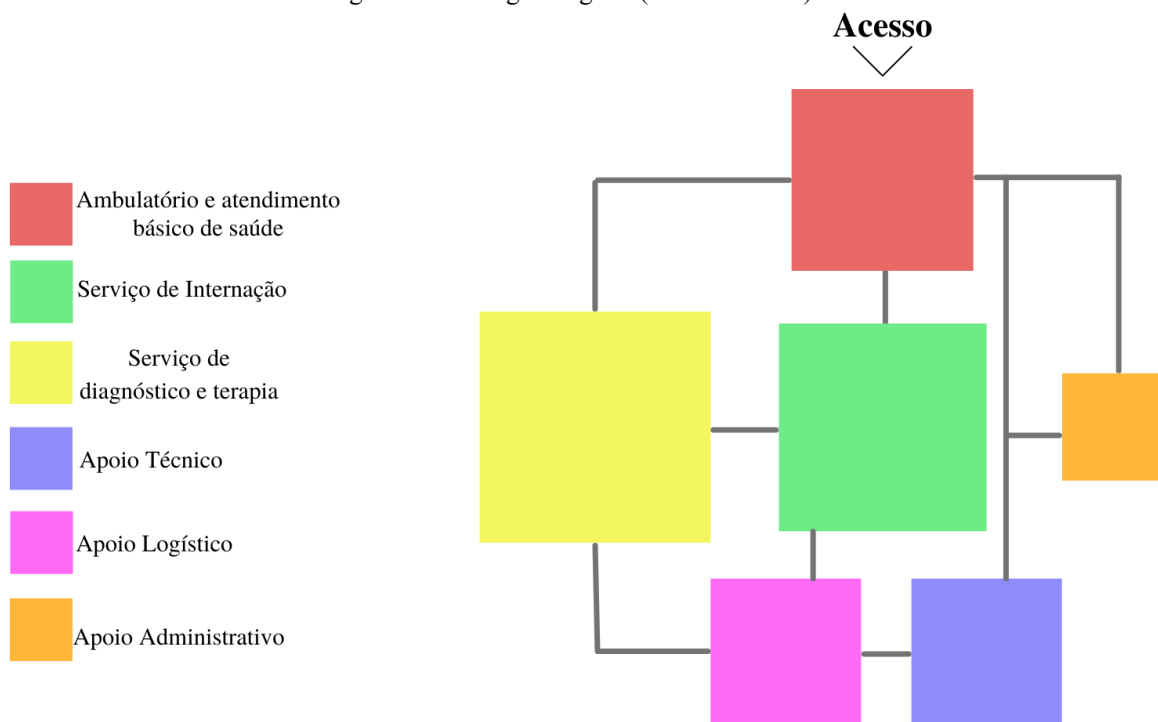 Acesso
Ambulatório e atendimento
básico de saúde
Serviço de Internação
Serviço de
diagnóstico e terapia
Apoio Técnico
Apoio Logístico
Apoio Administrativo